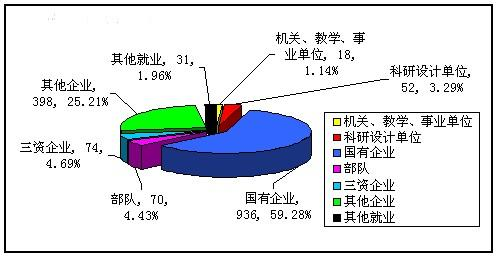 机关、教学、事
业单位, 18,
1.14%
科研设计单位,
52, 3.29%
国有企业,
936, 59.28%
部队, 70,
4.43%
三资企业, 74,
4.69%
其他企业,
398, 25.21%
其他就业, 31,
1.96%
机关、教学、事业单位
科研设计单位
国有企业
部队
三资企业
其他企业
其他就业